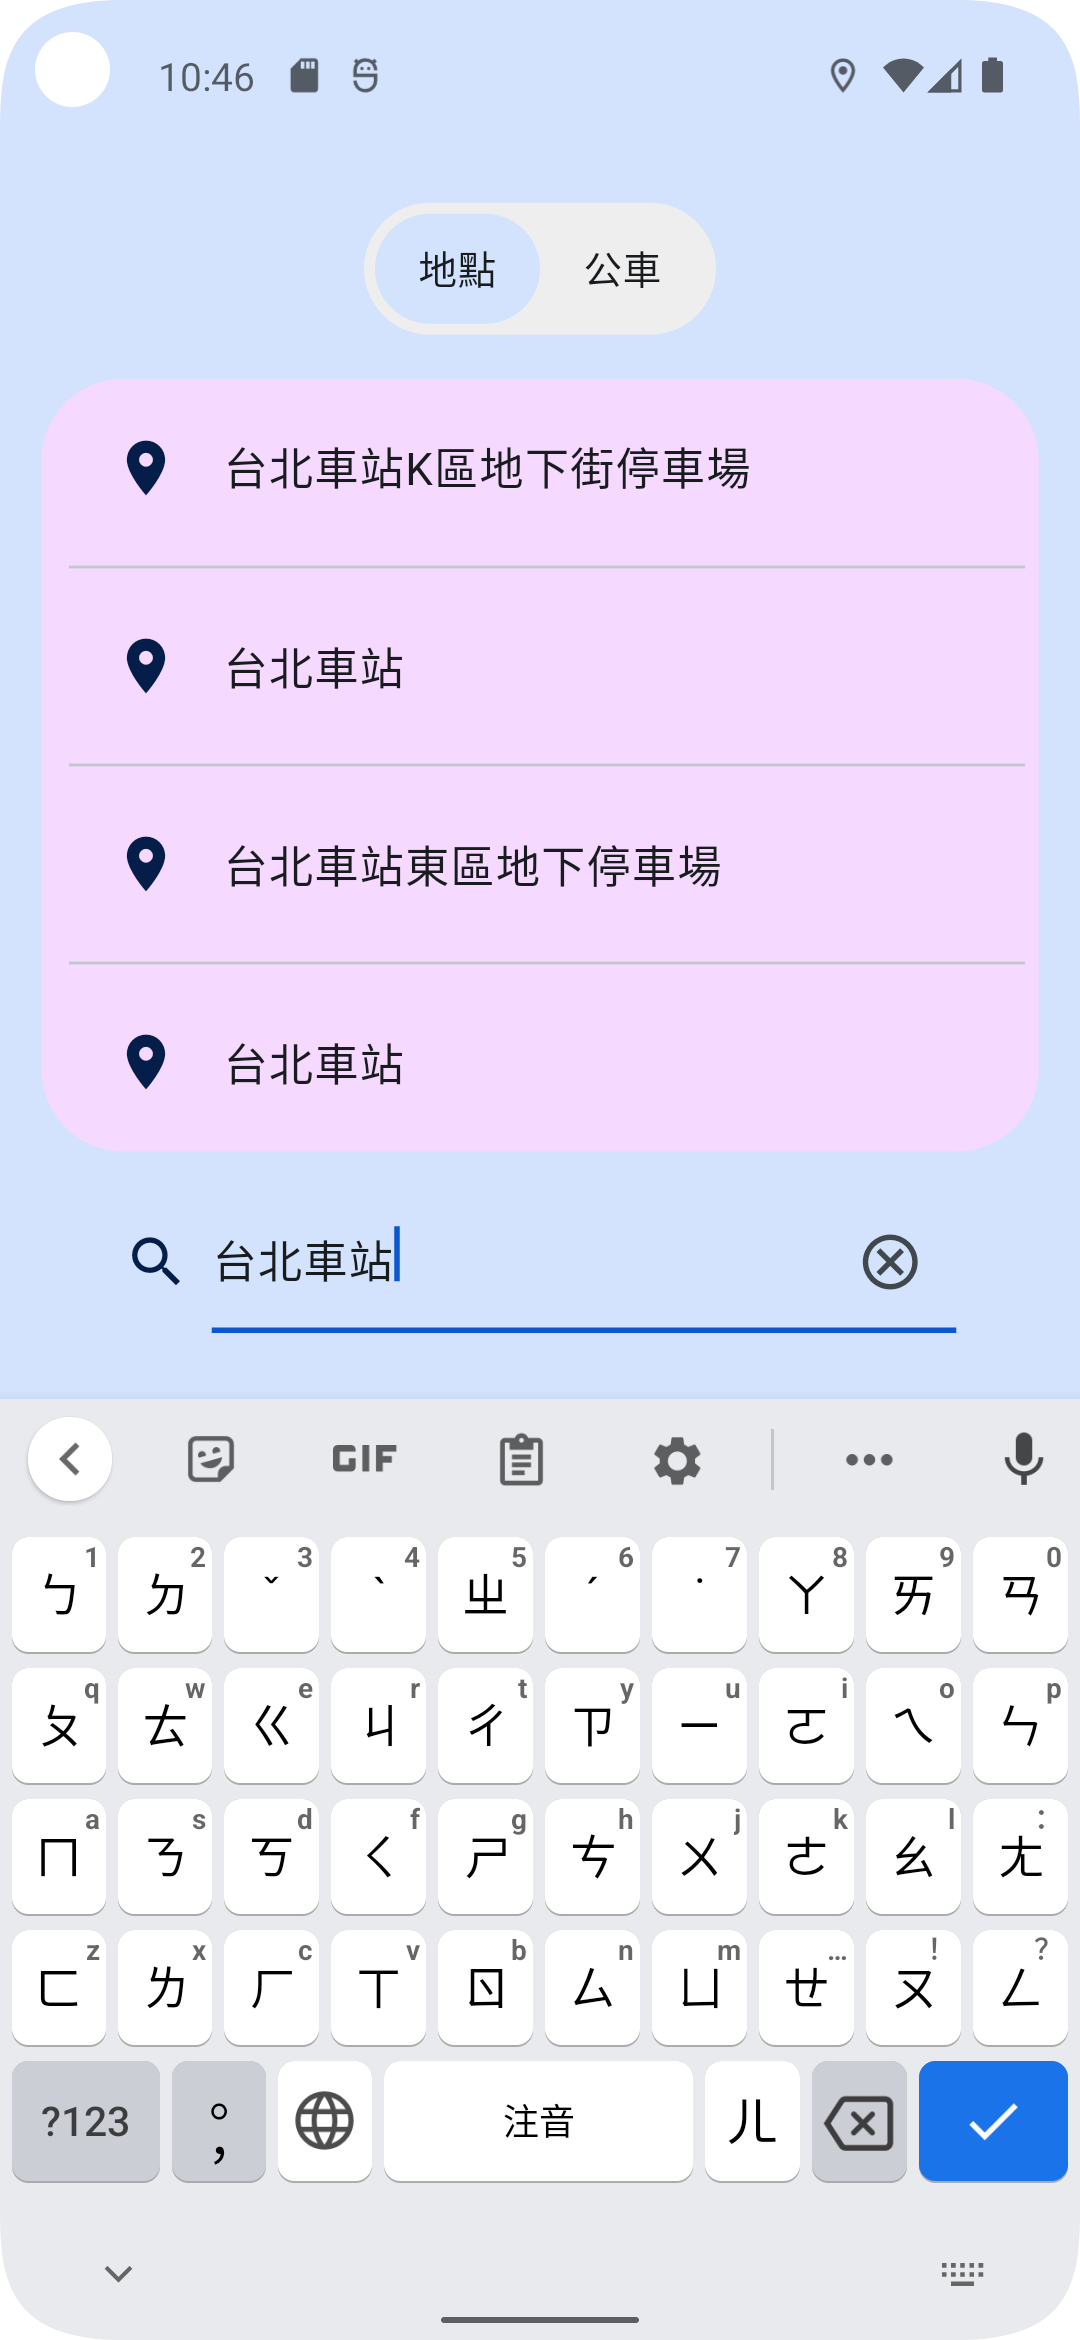 10:46
地點 公車
台北車站K區地下街停車場
台北車站
台北車站東區地下停車場
台北車站
台北車站
GIF
1 2 3 4 5 6 7 8 9 0
ㄅ ㄉ ˇ ˋ ㄓ ˊ ˙ ㄚ ㄞ ㄢ
q w e r t y u i o p
ㄆ ㄊ ㄍ ㄐ ㄔ ㄗ ㄧ ㄛ ㄟ ㄣ
a s d f g h j k l :
ㄇ ㄋ ㄎ ㄑ ㄕ ㄘ ㄨ ㄜ ㄠ ㄤ
z x c v b n m … ! ?
ㄈ ㄌ ㄏ ㄒ ㄖ ㄙ ㄩ ㄝ ㄡ ㄥ
?123 。， 注音 ㄦ